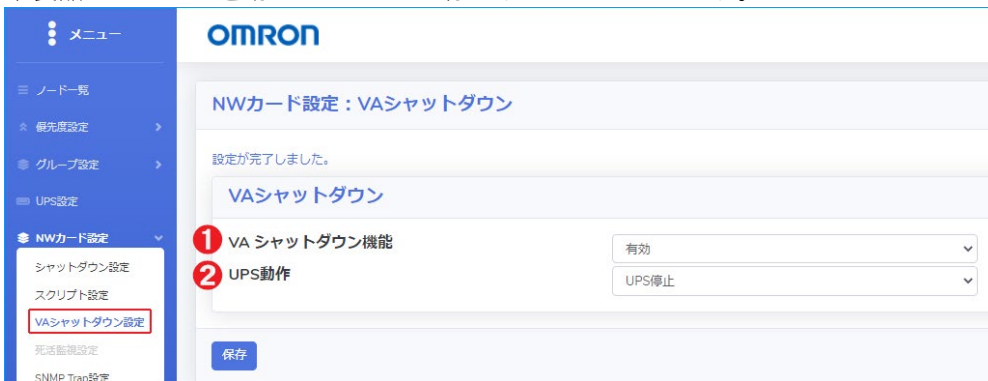 メニュー
OMRON
ノード一覧
NWカード設定：VAシャットダウン
優先度設定
グループ設定
設定が完了しました。
UPS設定
VAシャットダウン
NWカード設定
1 VA シャットダウン機能
有効
シャットダウン設定
2 UPS動作
UPS停止
スクリプト設定
VAシャットダウン設定
死活監視設定
保存
SNMP Trap設定